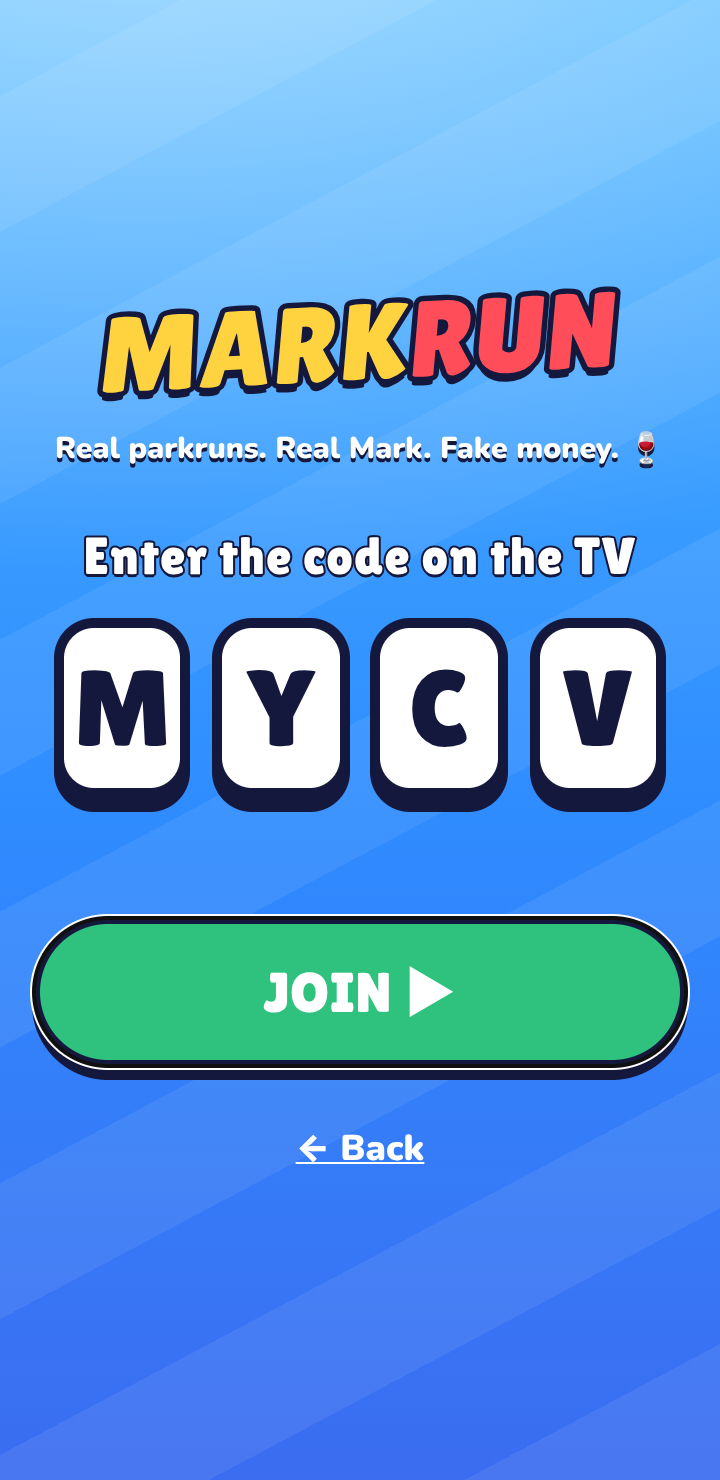 MARKRUN
Real parkruns. Real Mark. Fake money. 🍷
Enter the code on the TV
M Y C V
JOIN ▶
← Back